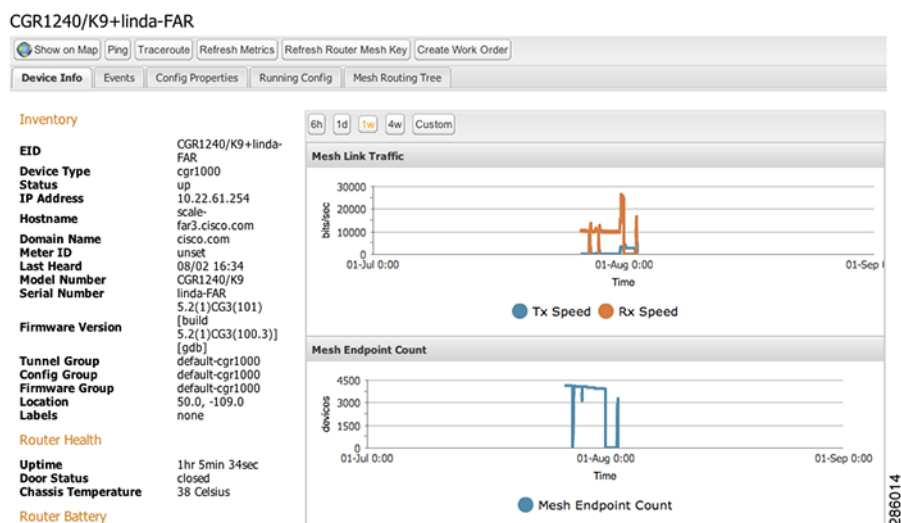 CGR1240/K9+linda-FAR
Show on Map Ping Traceroute Refresh Metrics Refresh Router Mesh Key Create Work Order
Device Info Events Config Properties Running Config Mesh Routing Tree
Inventory
EID CGR1240/K9+linda-
FAR
Device Type cgr1000
Status up
IP Address 10.22.61.254
Hostname scale-
far3.cisco.com
Domain Name cisco.com
Meter ID unset
Last Heard 08/02 16:34
Model Number CGR1240/K9
Serial Number linda-FAR
Firmware Version 5.2(1)CG3(101)
[build
5.2(1)CG3(100.3)]
[gdb]
Tunnel Group default-cgr1000
Config Group default-cgr1000
Firmware Group default-cgr1000
Location 50.0, -109.0
Labels none
Router Health
Uptime 1hr 5min 34sec
Door Status closed
Chassis Temperature 38 Celsius
Router Battery
6h 1d 1w 4w Custom
Mesh Link Traffic
bits/sec
30000
20000
10000
0
01-Jul 0:00 01-Aug 0:00 01-Sep
Time
Tx Speed Rx Speed
Mesh Endpoint Count
devices
4500
3000
1500
0
01-Jul 0:00 01-Aug 0:00 01-Sep 0:00
Time
Mesh Endpoint Count
286014